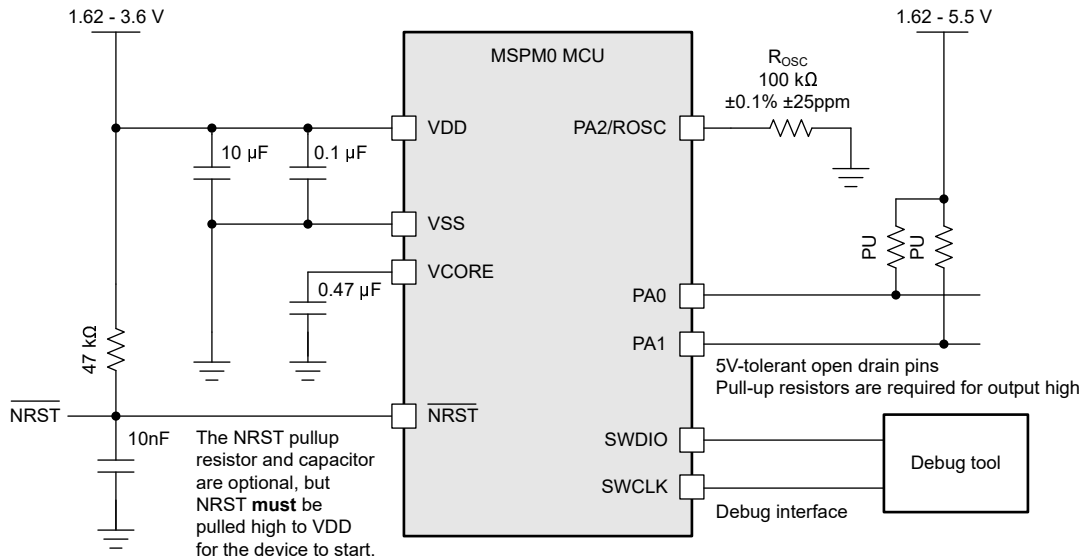 1.62 - 3.6 V
1.62 - 5.5 V
MSPM0 MCU
ROSC
100 kΩ
±0.1% ±25ppm
VDD
PA2/ROSC
10 µF
0.1 µF
VSS
VCORE
0.47 µF
PU
PU
PA0
PA1
47 kΩ
5V-tolerant open drain pins
Pull-up resistors are required for output high
NRST
NRST
10nF
The NRST pullup
resistor and capacitor
are optional, but
NRST must be
pulled high to VDD
for the device to start.
SWDIO
SWCLK
Debug tool
Debug interface